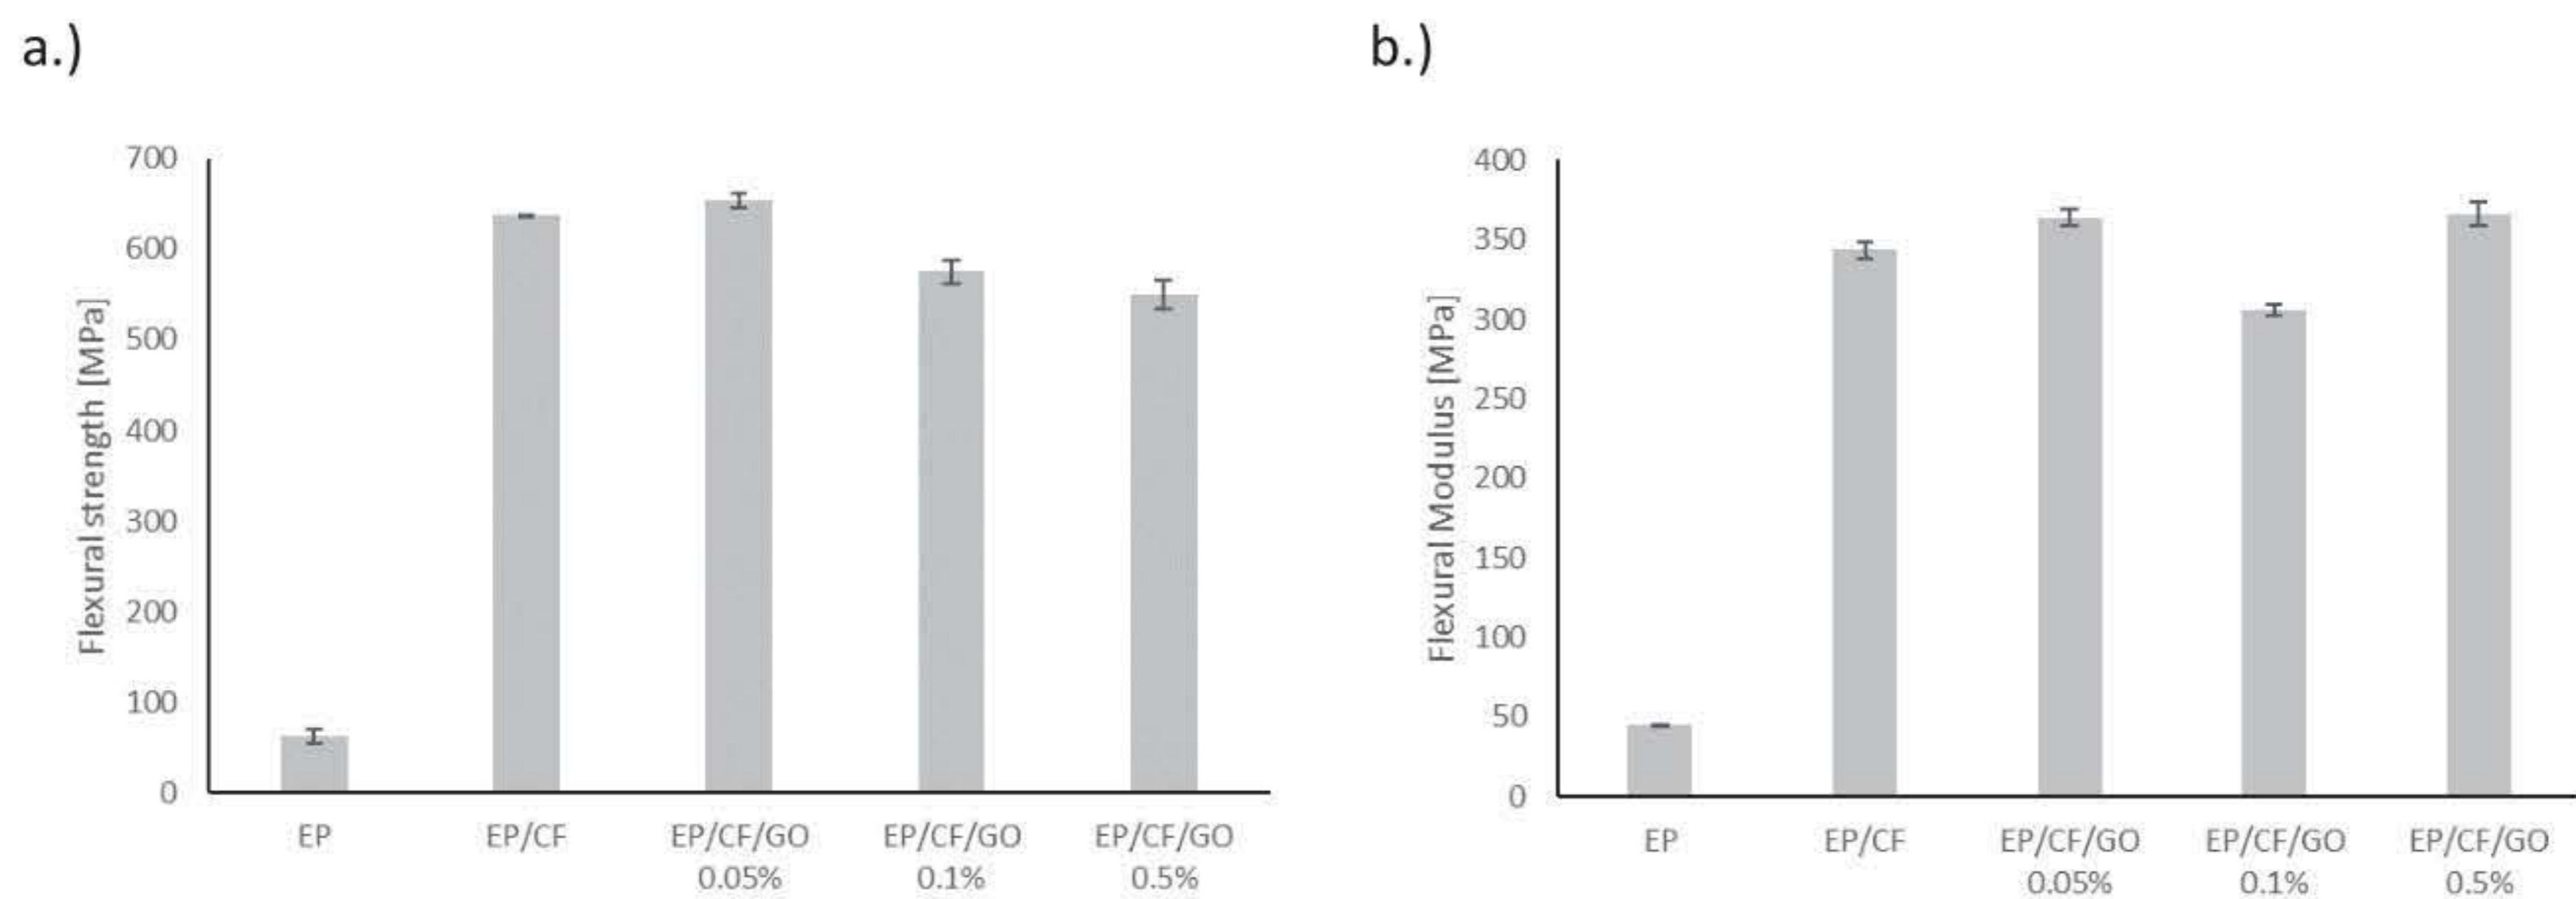 a.)
Flexural strength [MPa]
700
600
500
400
300
200
100
0
EP
EP/CF
EP/CF/GO
0.05%
EP/CF/GO
0.1%
EP/CF/GO
0.5%
b.)
Flexural Modulus [MPa]
400
350
300
250
200
150
100
50
0
EP
EP/CF
EP/CF/GO
0.05%
EP/CF/GO
0.1%
EP/CF/GO
0.5%